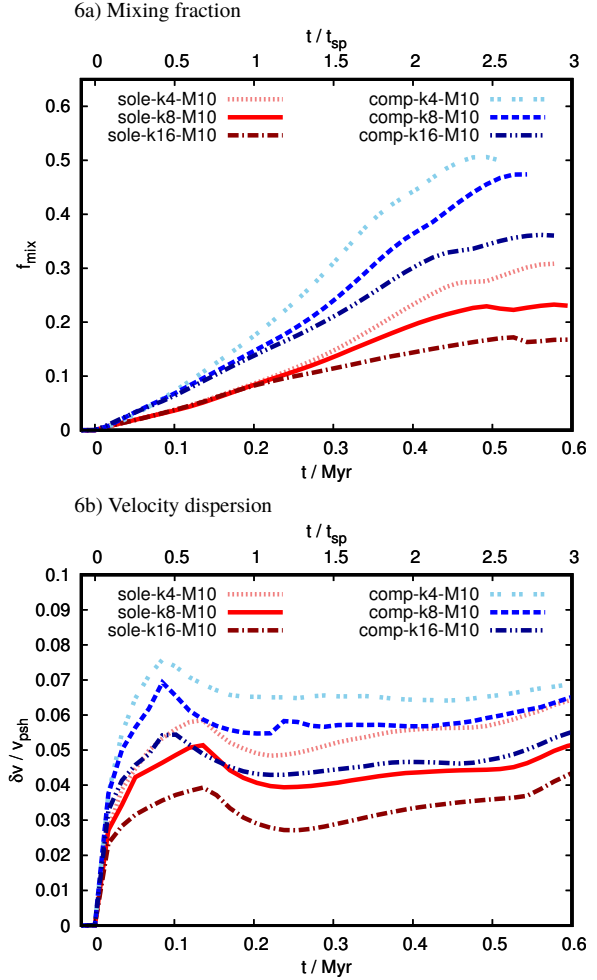 6a) Mixing fraction
t / t_sp
0 0.5 1 1.5 2 2.5 3
0.6
0.5
0.4
0.3
0.2
0.1
0
f_mix
sole-k4-M10
sole-k8-M10
sole-k16-M10
comp-k4-M10
comp-k8-M10
comp-k16-M10
0 0.1 0.2 0.3 0.4 0.5 0.6
t / Myr
6b) Velocity dispersion
t / t_sp
0 0.5 1 1.5 2 2.5 3
0.1
0.09
0.08
0.07
0.06
0.05
0.04
0.03
0.02
0.01
0
δv / v_psh
sole-k4-M10
sole-k8-M10
sole-k16-M10
comp-k4-M10
comp-k8-M10
comp-k16-M10
0 0.1 0.2 0.3 0.4 0.5 0.6
t / Myr